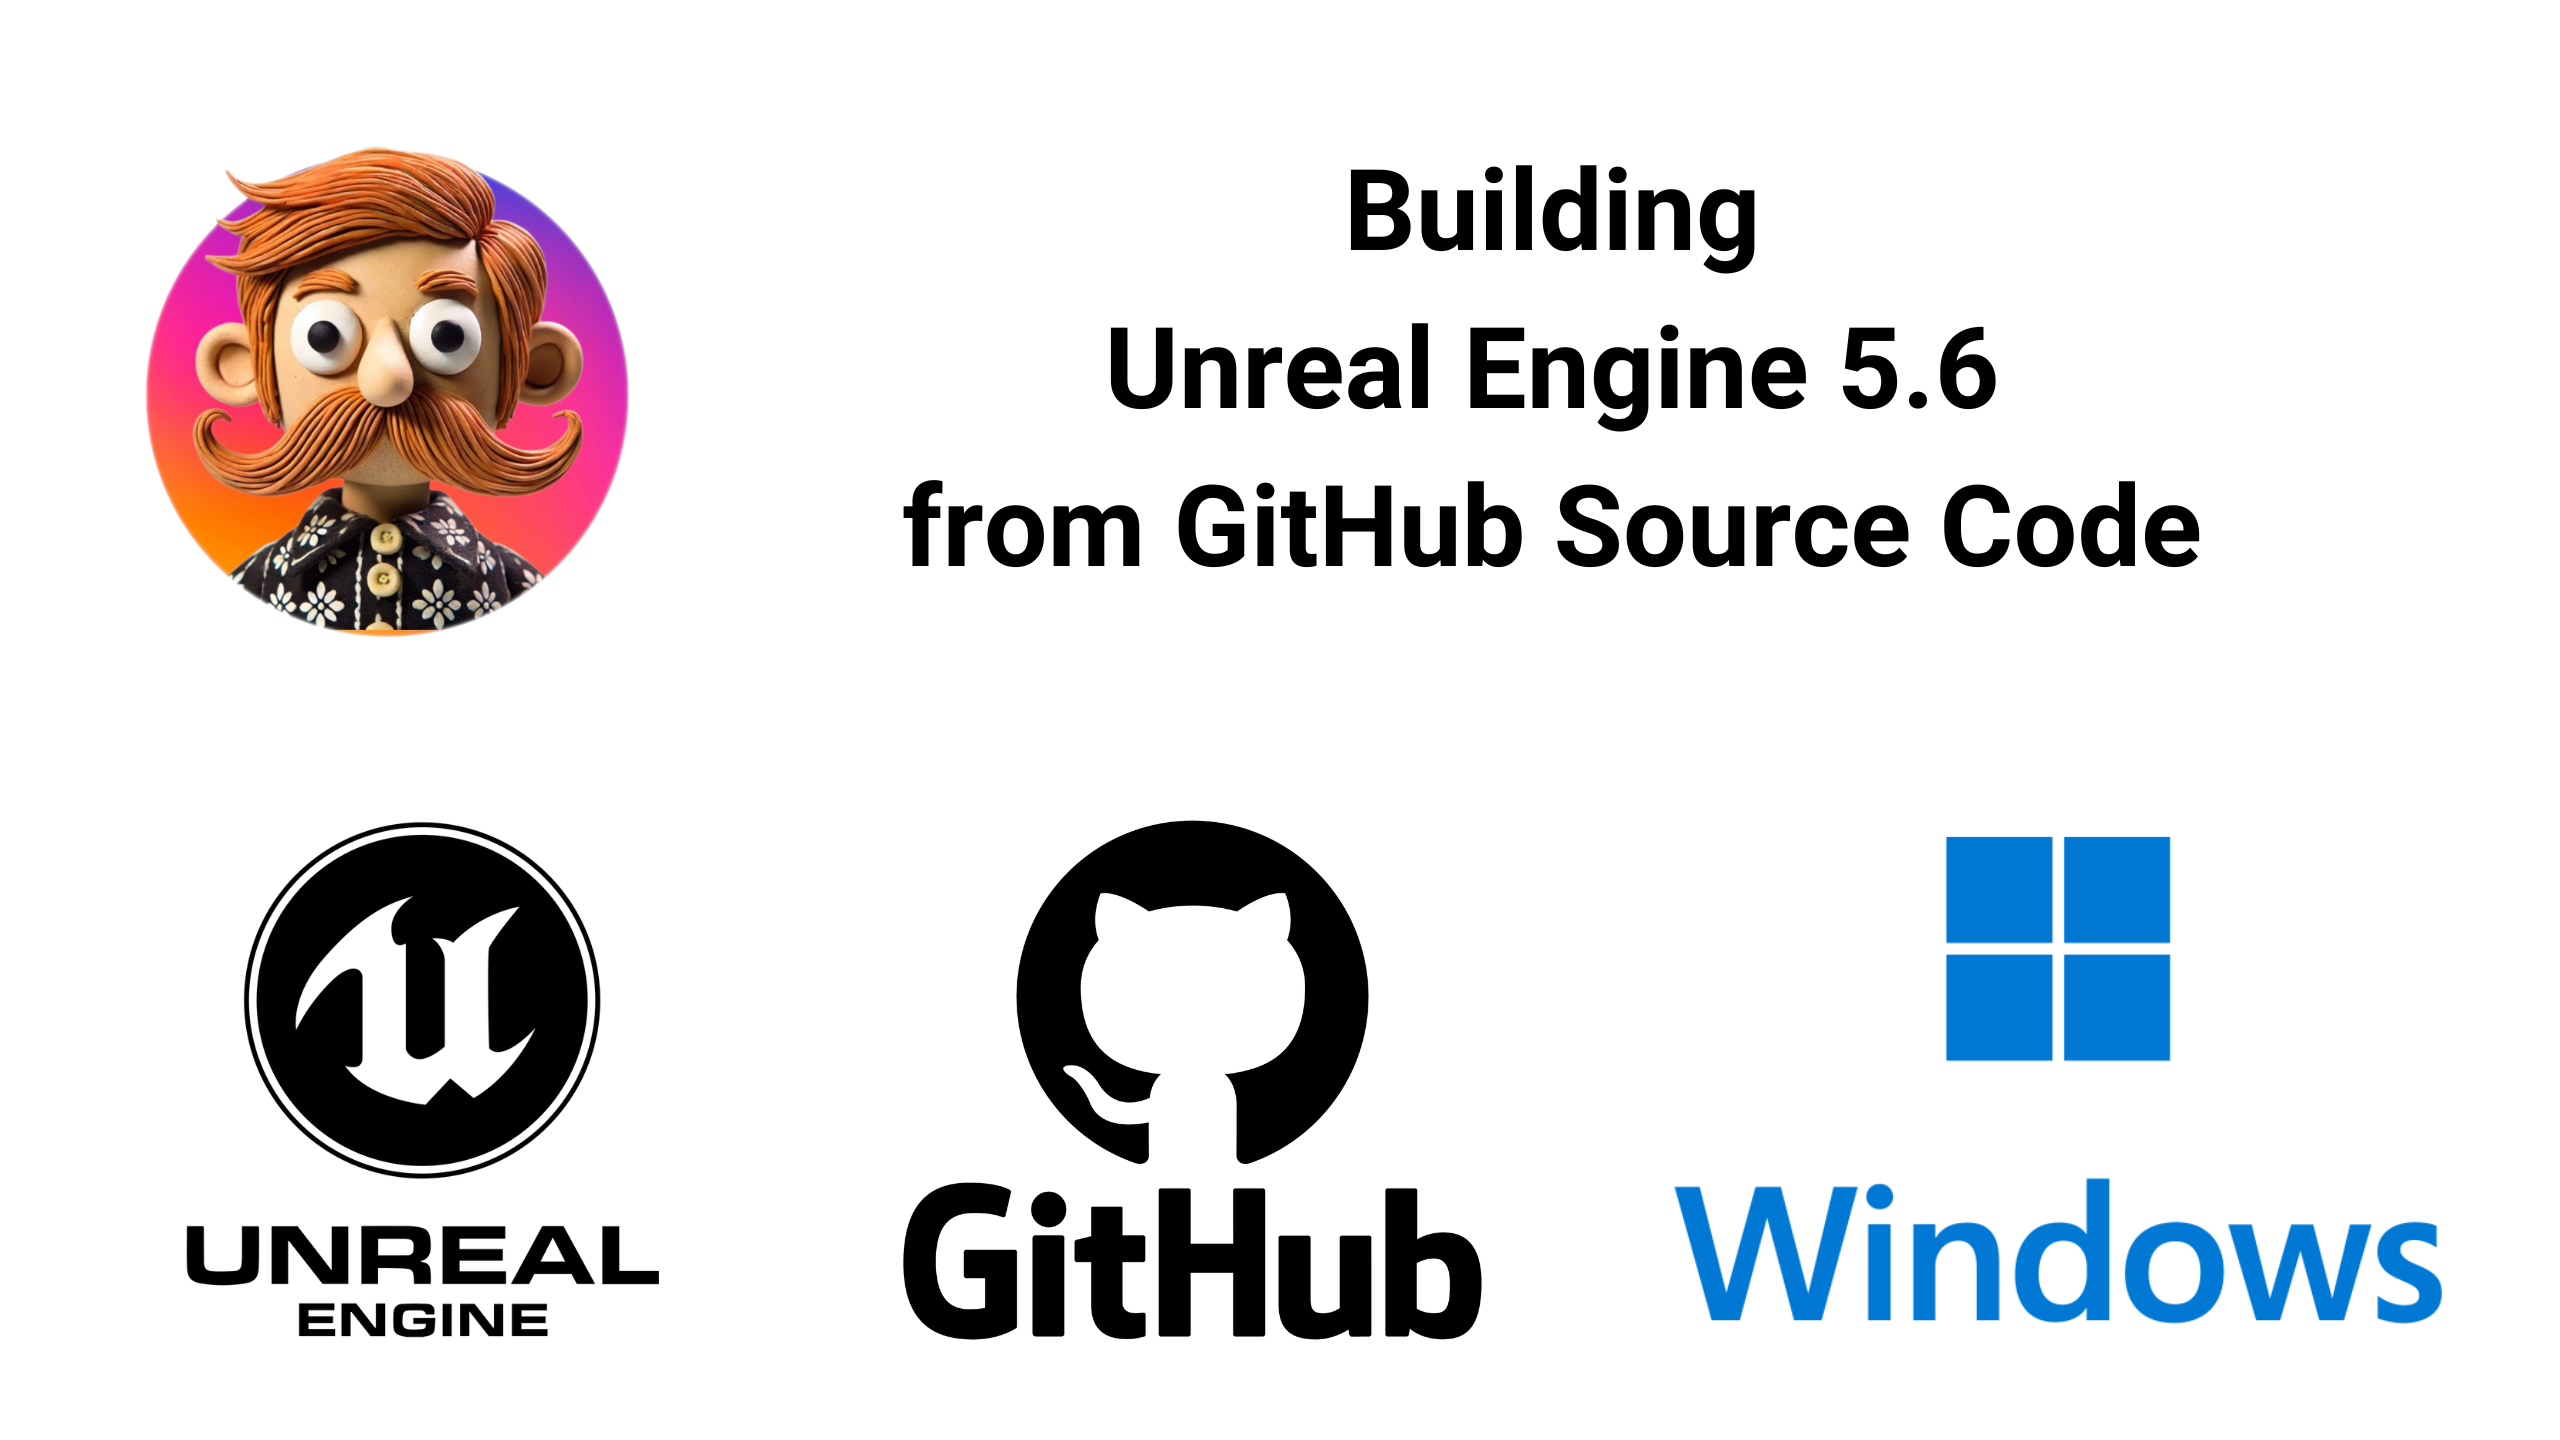 Building
Unreal Engine 5.6
from GitHub Source Code
UNREAL
ENGINE
GitHub
Windows